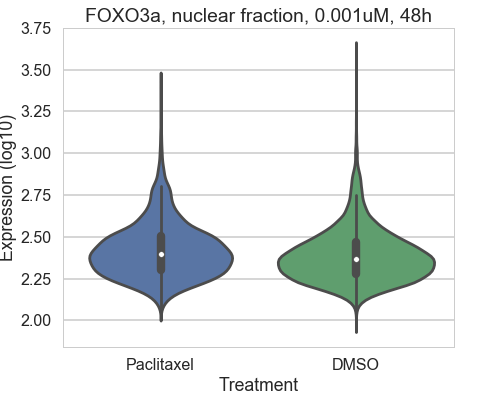 FOXO3a, nuclear fraction, 0.001uM, 48h
3.75
3.50
3.25
3.00
2.75
2.50
2.25
2.00
Expression (log10)
Paclitaxel DMSO
Treatment